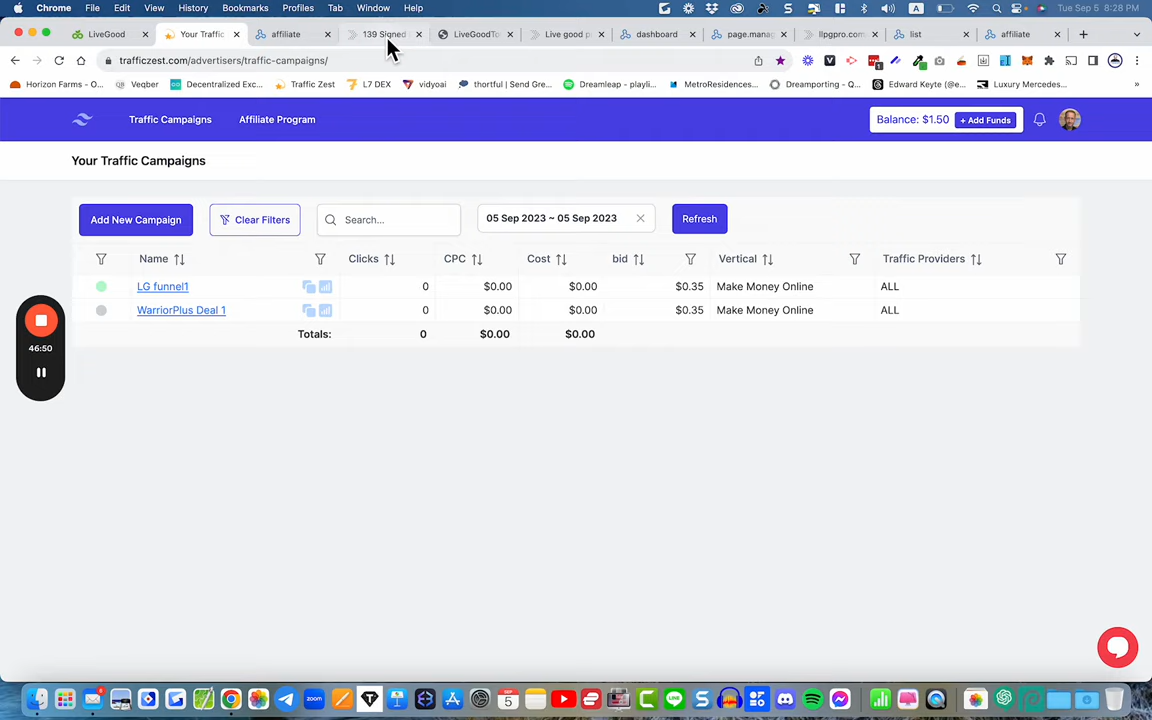 Chrome File Edit View History Bookmarks Profiles Tab Window Help A Tue Sep 5 8:28 PM
LiveGood Your Traffic affiliate 139 Signed LiveGoodTo Live good p dashboard page.mana llppro.com list affiliate
trafficzest.com/advertisers/traffic-campaigns/
Horizon Farms - O... Veqber Decentralized Exc... Traffic Zest L7 DEX vidyoai thortful | Send Gre... Dreamleap - playli... MetroResidences... Dreamporting - Q... Edward Keyte (@e... Luxury Mercedes... »
Traffic Campaigns Affiliate Program Balance: $1.50 + Add Funds
Your Traffic Campaigns
Add New Campaign Clear Filters Search... 05 Sep 2023 ~ 05 Sep 2023 Refresh
Name Clicks CPC Cost bid Vertical Traffic Providers
LG funnel1 0 $0.00 $0.00 $0.35 Make Money Online ALL
WarriorPlus Deal 1 0 $0.00 $0.00 $0.35 Make Money Online ALL
Totals: 0 $0.00 $0.00
46:50